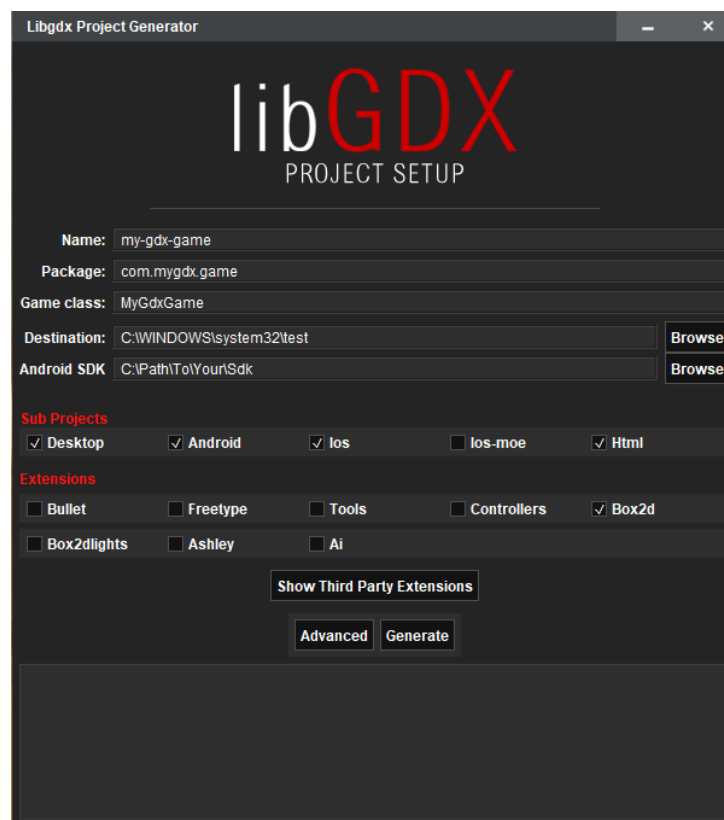 Libgdx Project Generator
libGDX
PROJECT SETUP
Name: my-gdx-game
Package: com.mygdx.game
Game class: MyGdxGame
Destination: C:\WINDOWS\system32\test Browse
Android SDK C:\Path\To\Your\Sdk Browse
Sub Projects
Desktop Android Ios Ios-moe Html
Extensions
Bullet Freetype Tools Controllers Box2d
Box2dlights Ashley Ai
Show Third Party Extensions
Advanced Generate